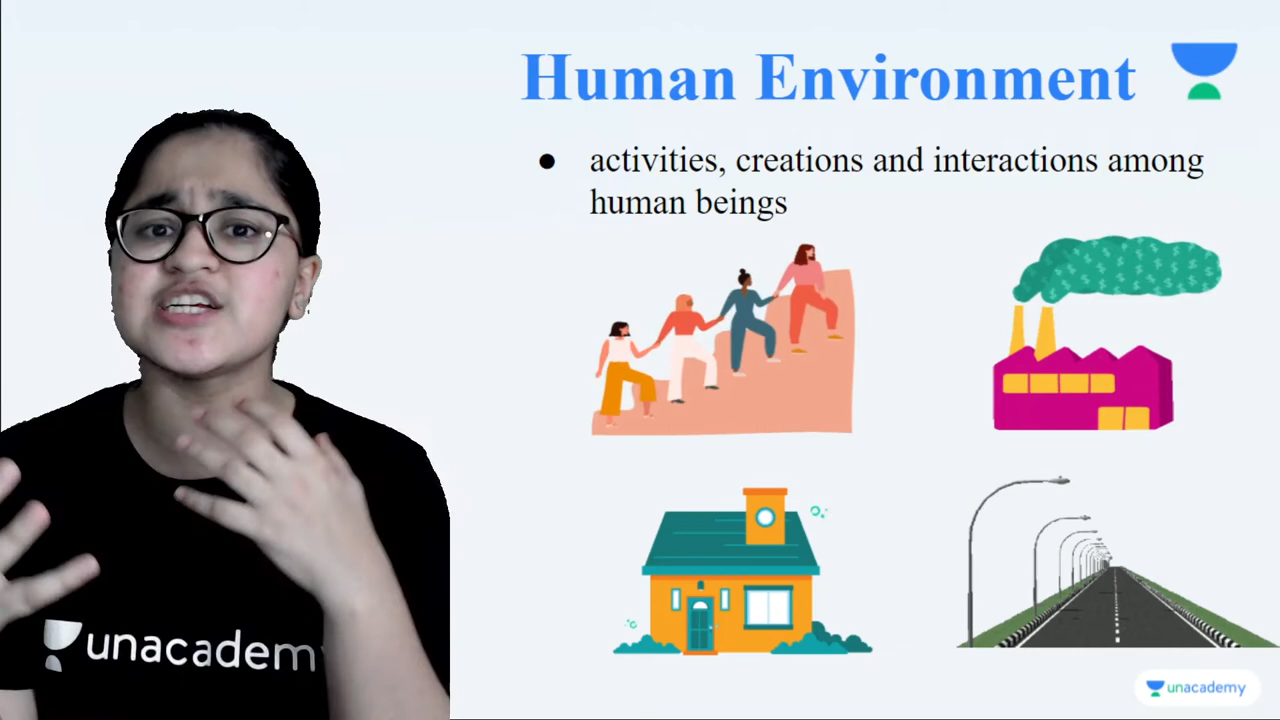 Human Environment
● activities, creations and interactions among
human beings
unacadem
unacademy